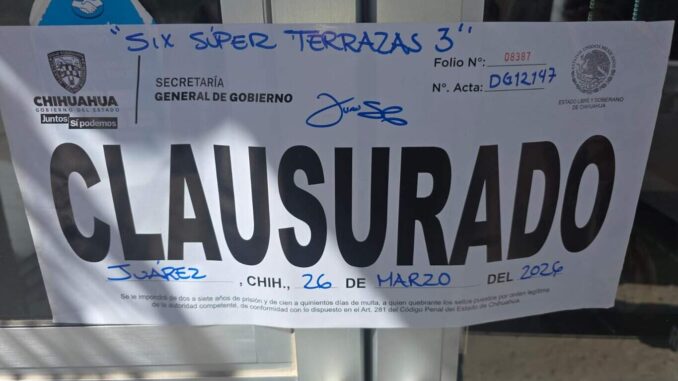 "SIX SÚPER TERRAZAS 3"
Folio N°: 08387
N°. Acta: DG12147
CHIHUAHUA
GOBIERNO DEL ESTADO
Juntos Sí podemos
SECRETARÍA
GENERAL DE GOBIERNO
ESTADO LIBRE Y SOBERANO
DE CHIHUAHUA
CLAUSURADO
JUÁREZ, CHIH., 26 DE MARZO DEL 2026
Se le impondrá de dos a siete años de prisión y de cien a quinientos días de multa, a quien quebrante los sellos puestos por orden legítima
de la autoridad competente, de conformidad con lo dispuesto en el Art. 281 del Código Penal del Estado de Chihuahua.